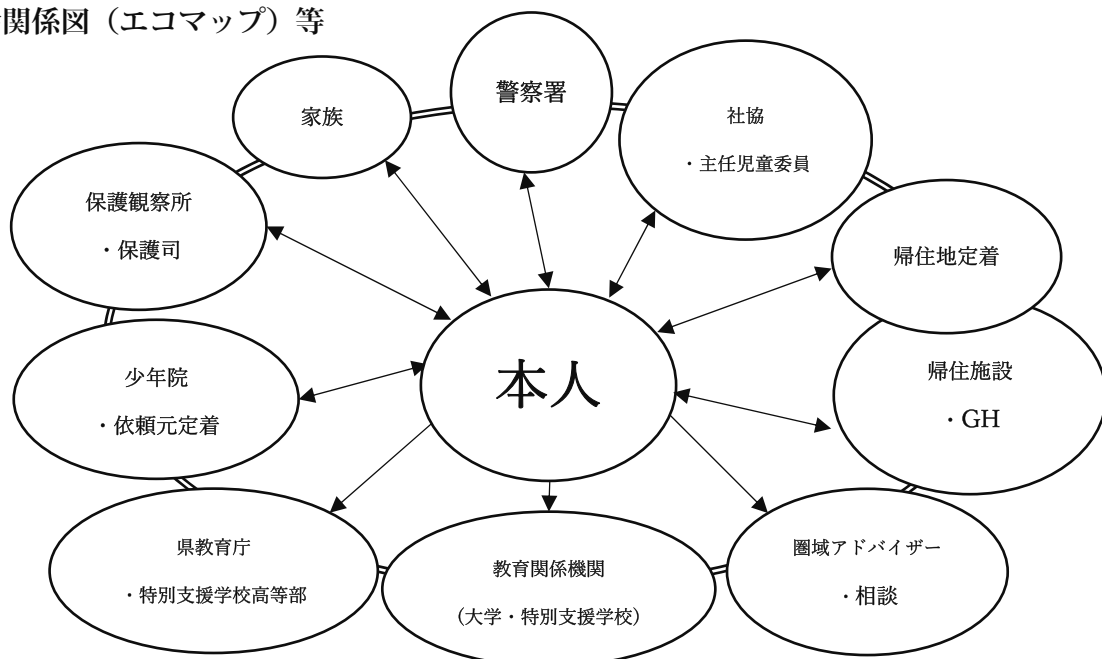 関係図（エコマップ）等
家族
警察署
社協
・主任児童委員
保護観察所
・保護司
帰住地定着
本人
少年院
・依頼元定着
帰住施設
・GH
県教育庁
・特別支援学校高等部
教育関係機関
(大学・特別支援学校)
圏域アドバイザー
・相談